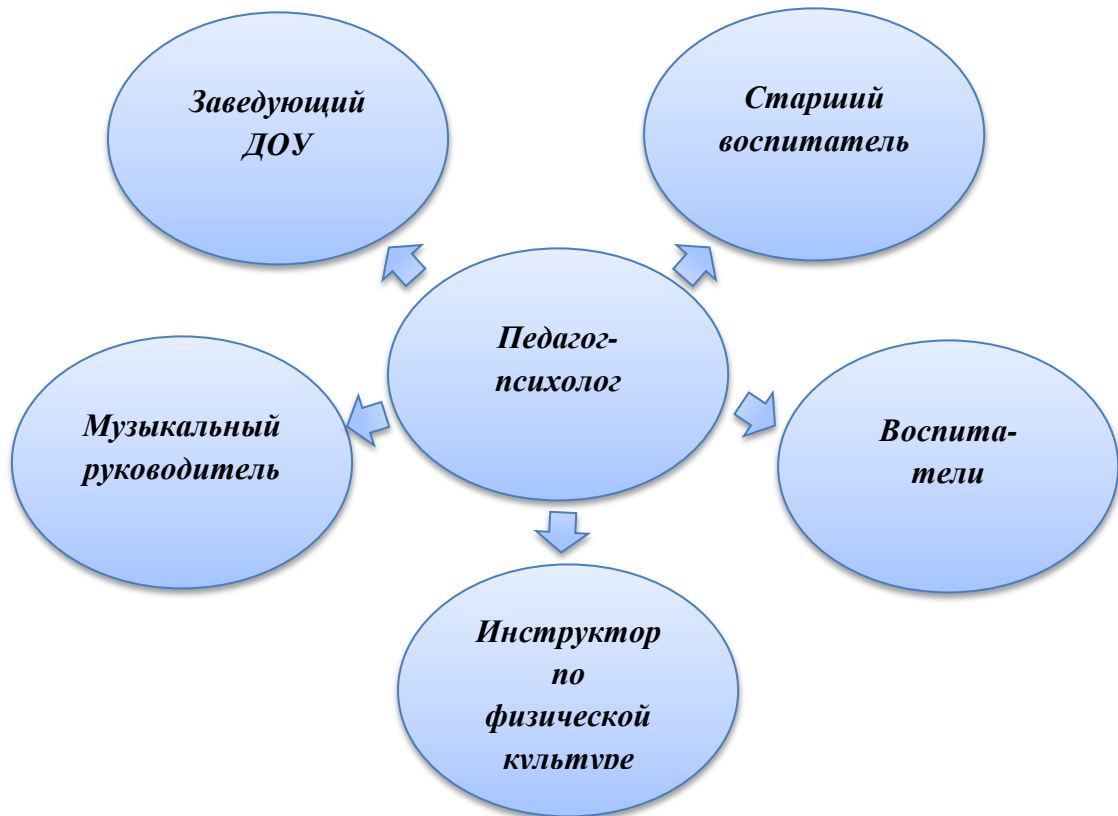 Заведующий
ДОУ
Старший
воспитатель
Педагог-
психолог
Музыкальный
руководитель
Воспита-
тели
Инструктор
по
физической
культуре